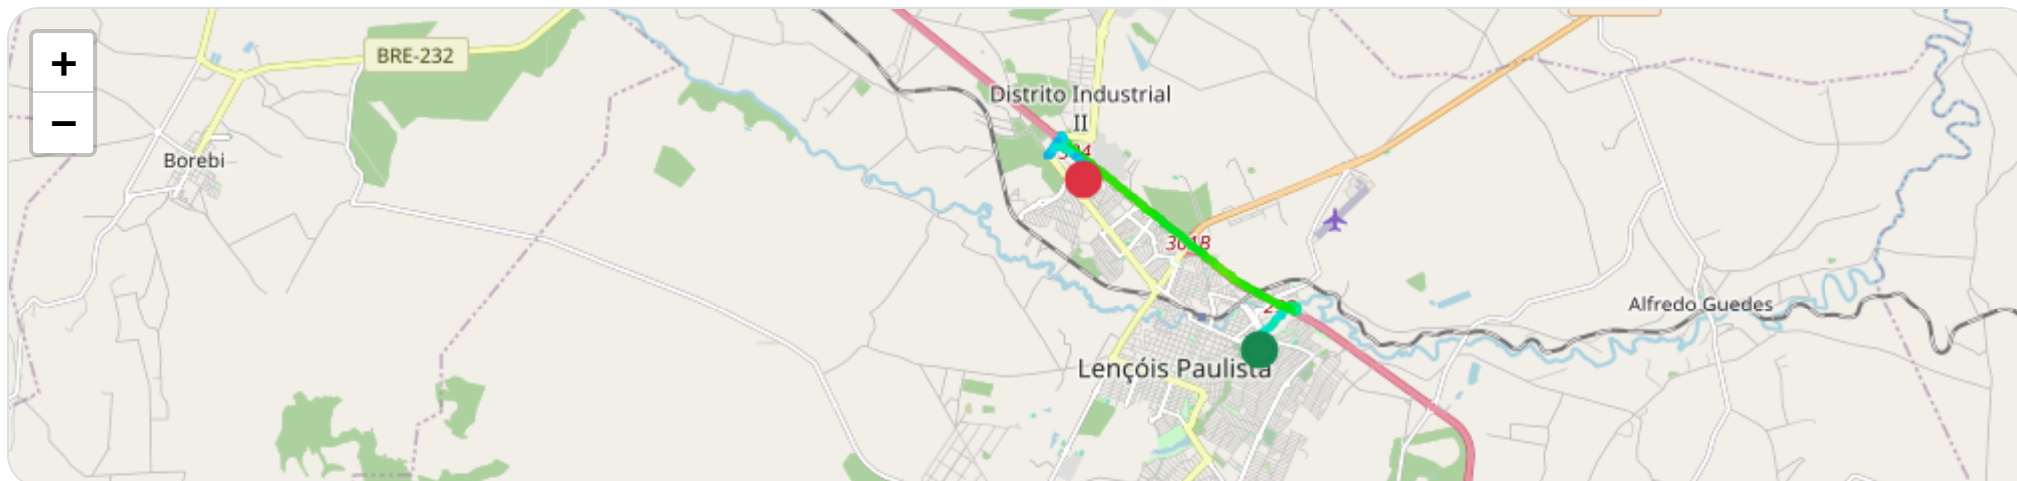 +
BRE-232
−
Distrito Industrial
II
Borebi
Alfredo Guedes
Lençóis Paulista